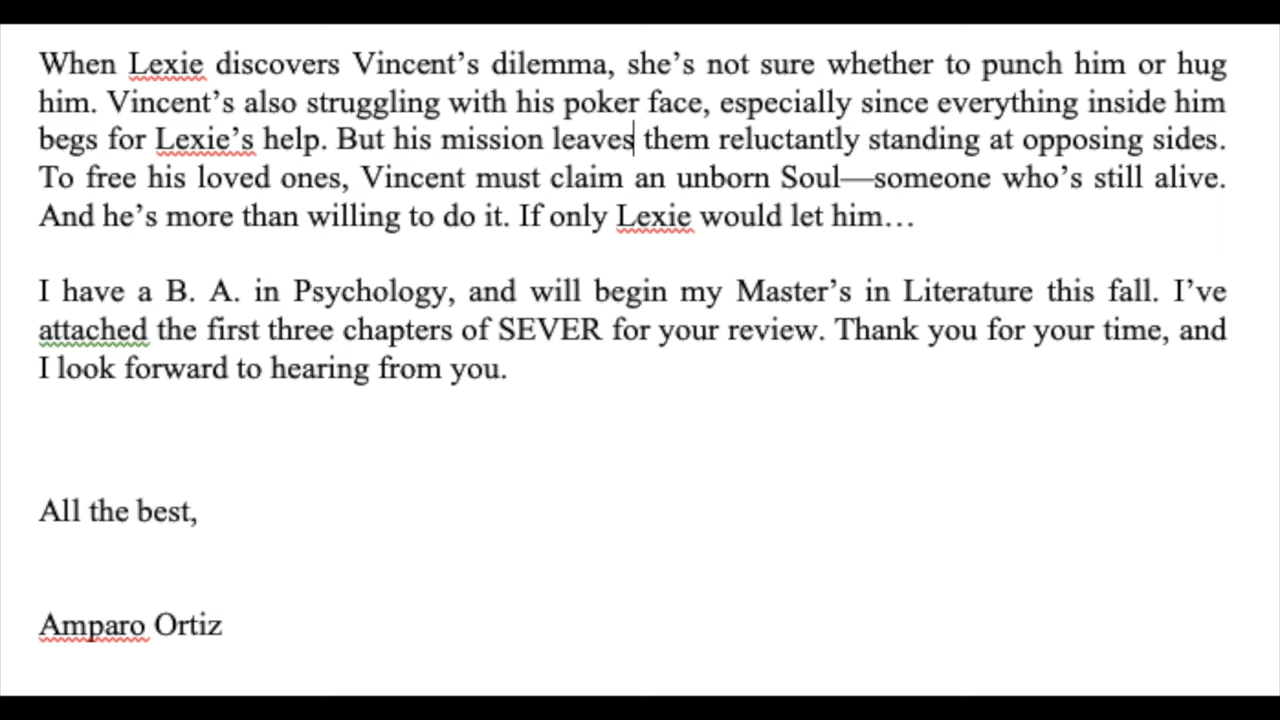 When Lexie discovers Vincent’s dilemma, she’s not sure whether to punch him or hug
him. Vincent’s also struggling with his poker face, especially since everything inside him
begs for Lexie’s help. But his mission leaves them reluctantly standing at opposing sides.
To free his loved ones, Vincent must claim an unborn Soul—someone who’s still alive.
And he’s more than willing to do it. If only Lexie would let him…
I have a B. A. in Psychology, and will begin my Master’s in Literature this fall. I’ve
attached the first three chapters of SEVER for your review. Thank you for your time, and
I look forward to hearing from you.
All the best,
Amparo Ortiz